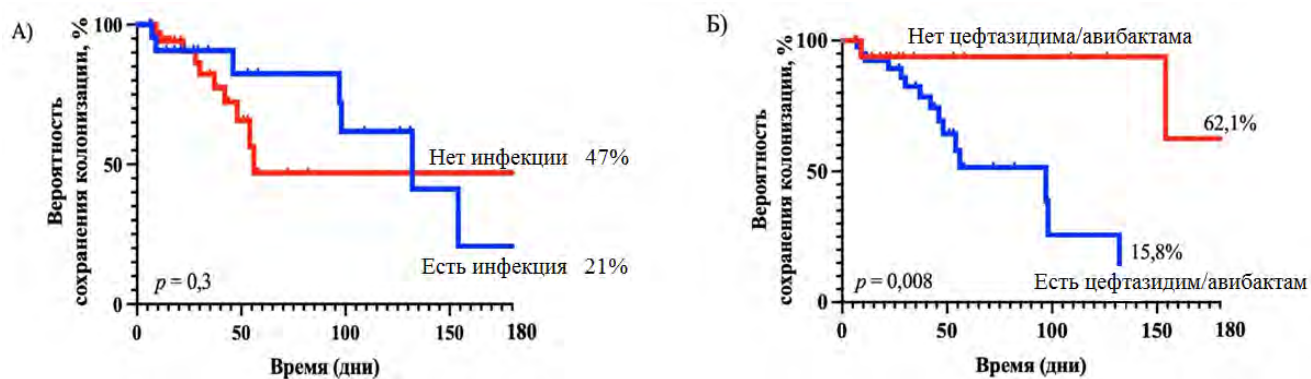 А)
Вероятность
сохранения колонизации, %
100
50
0
Нет инфекции 47%
Есть инфекция 21%
p = 0,3
0 50 100 150 180
Время (дни)
Б)
Вероятность
сохранения колонизации, %
100
50
0
Нет цефтазидима/авибактама
62,1%
15,8%
Есть цефтазидим/авибактам
p = 0,008
0 50 100 150 180
Время (дни)